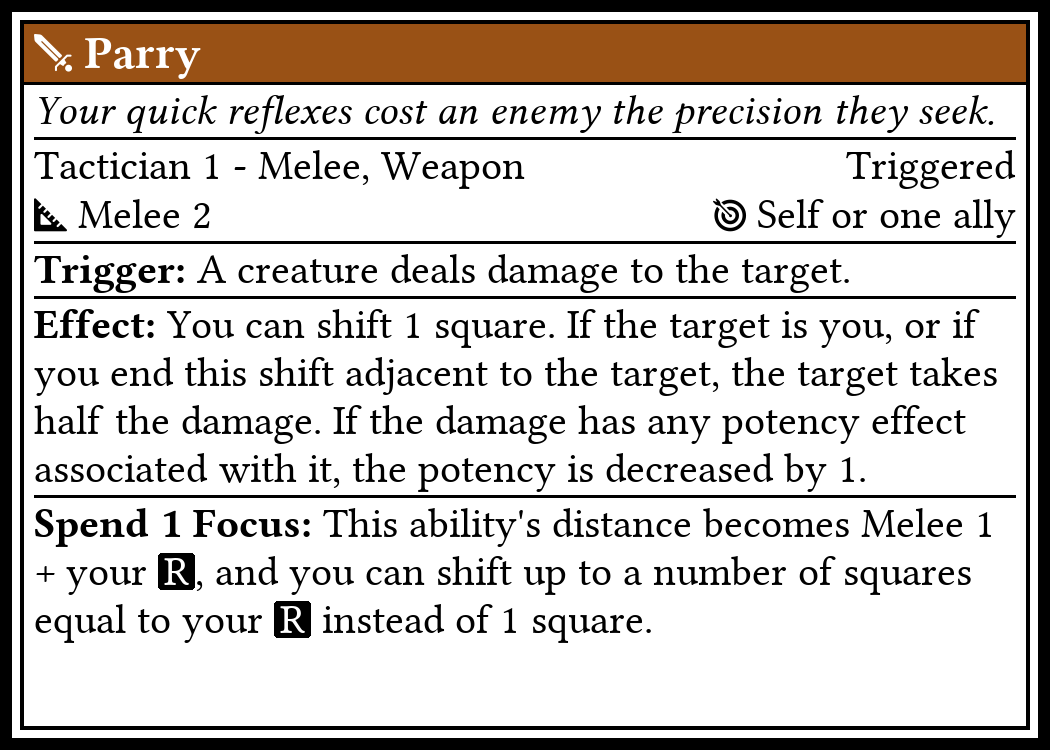 Parry
Your quick reflexes cost an enemy the precision they seek.
Tactician 1 - Melee, Weapon Triggered
Melee 2 Self or one ally
Trigger: A creature deals damage to the target.
Effect: You can shift 1 square. If the target is you, or if
you end this shift adjacent to the target, the target takes
half the damage. If the damage has any potency effect
associated with it, the potency is decreased by 1.
Spend 1 Focus: This ability's distance becomes Melee 1
+ your R, and you can shift up to a number of squares
equal to your R instead of 1 square.